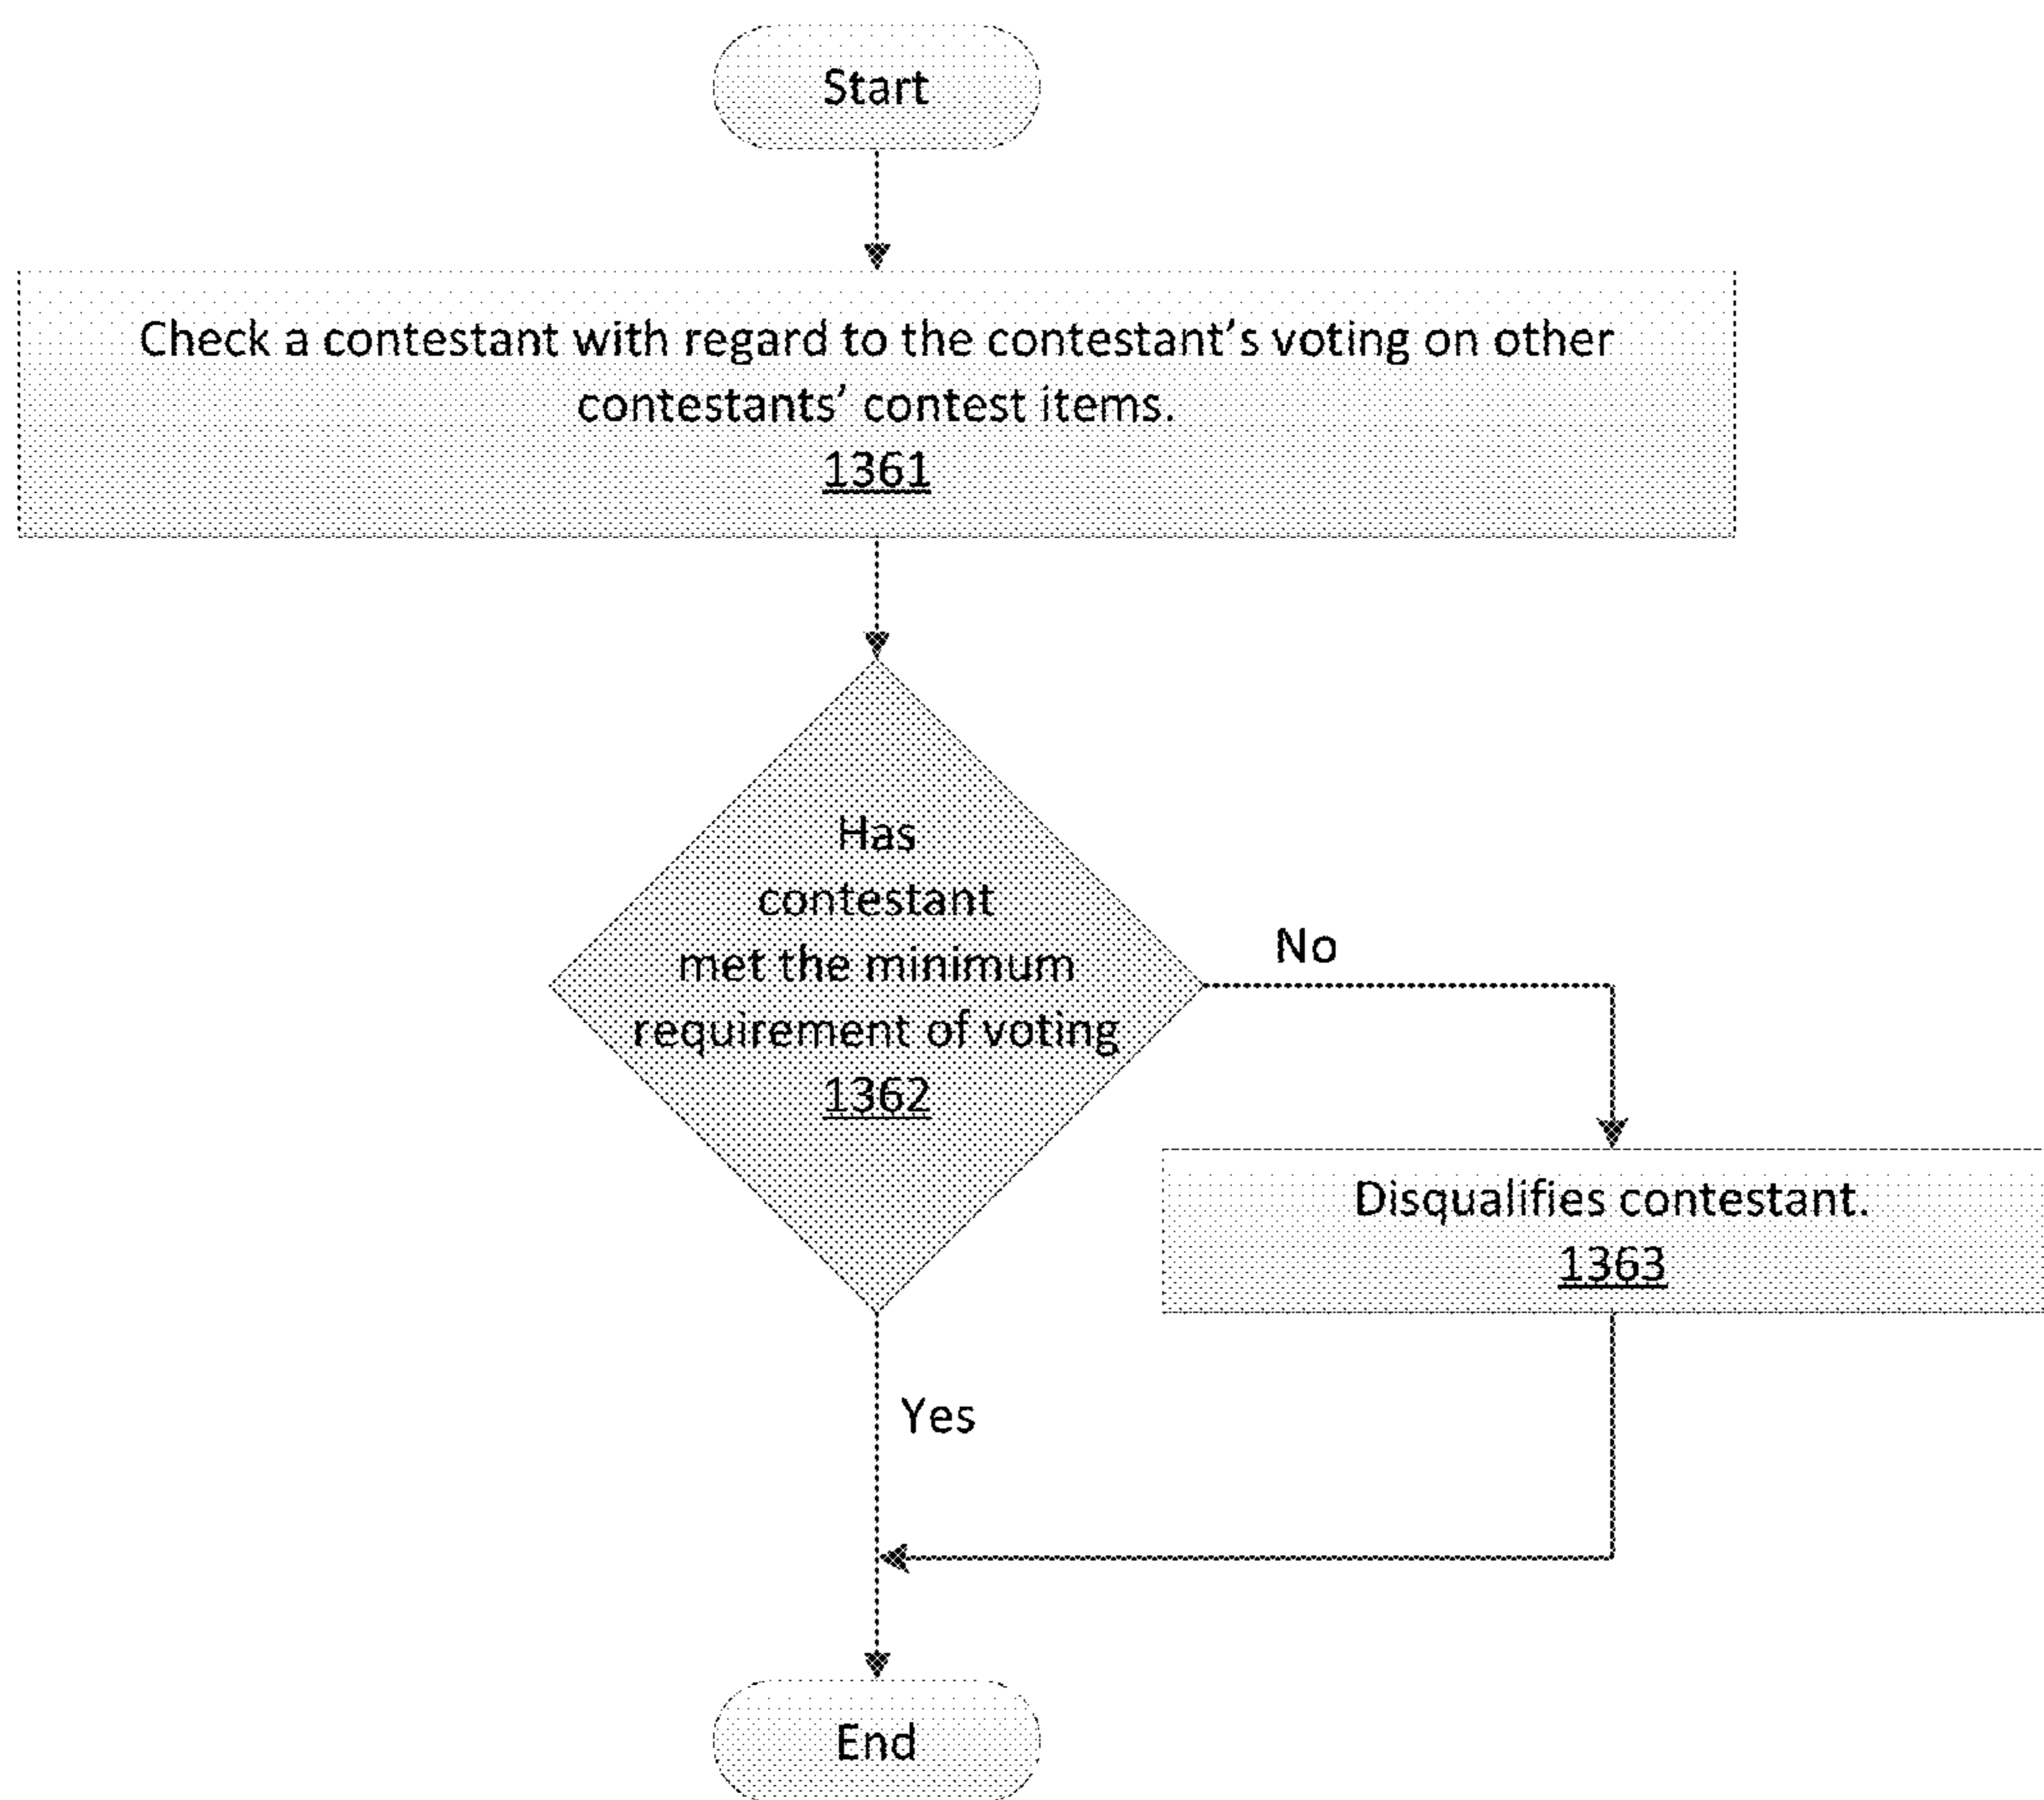 Start
Check a contestant with regard to the contestant's voting on other
contestants' contest items.
1361
Has
contestant
met the minimum
requirement of voting
1362
No
Disqualifies contestant.
1363
Yes
End